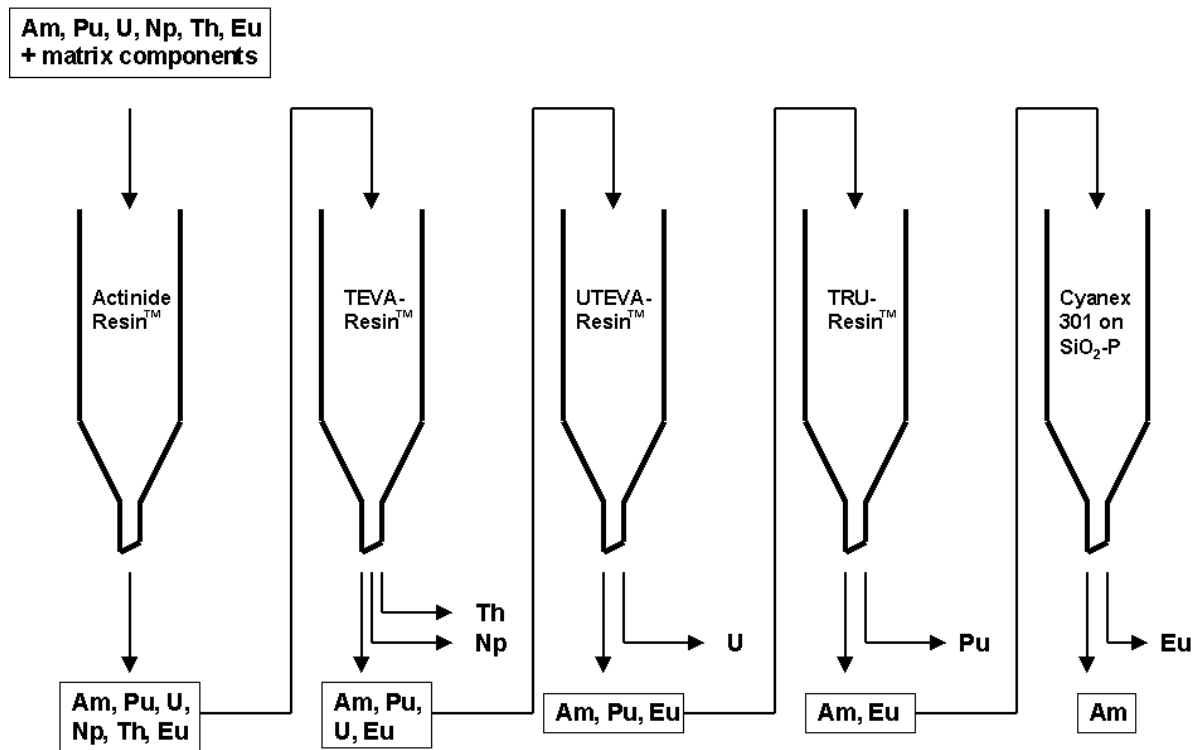 Am, Pu, U, Np, Th, Eu
+ matrix components
Actinide
Resin™
TEVA-
Resin™
UTEVA-
Resin™
TRU-
Resin™
Cyanex
301 on
SiO₂-P
Th
Np
U
Pu
Eu
Am, Pu, U,
Np, Th, Eu
Am, Pu,
U, Eu
Am, Pu, Eu
Am, Eu
Am